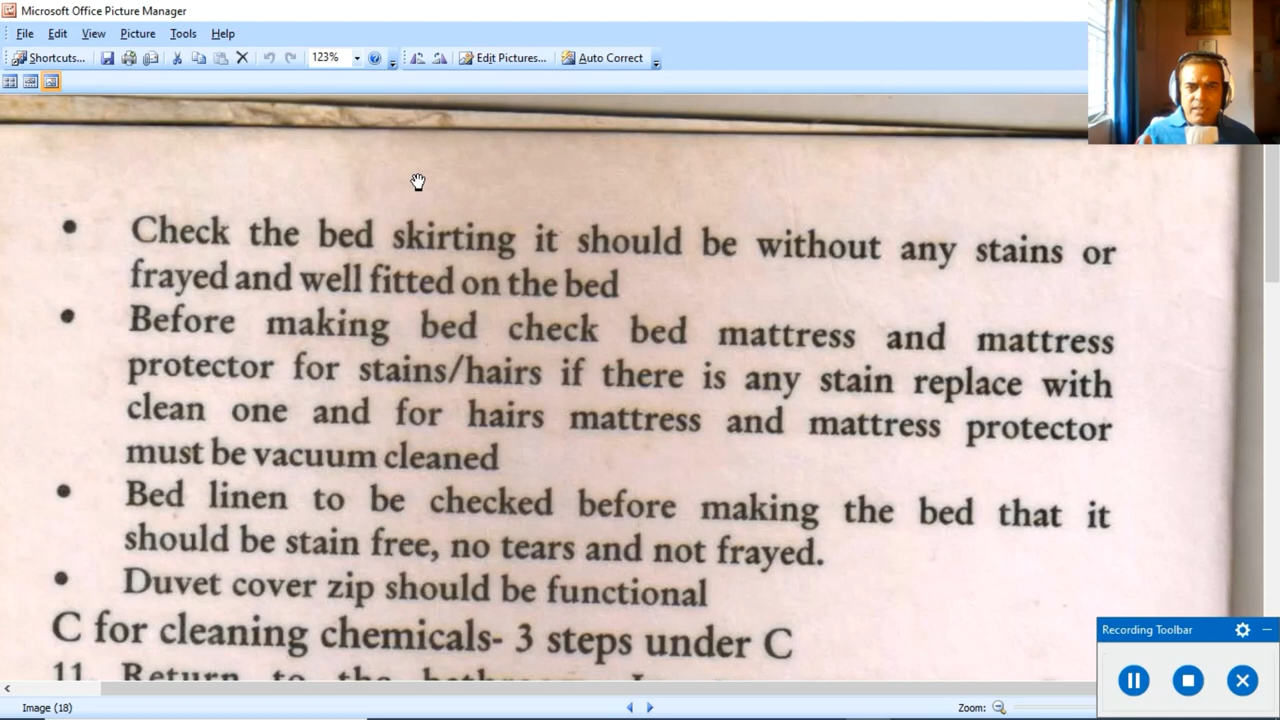 Microsoft Office Picture Manager
File Edit View Picture Tools Help
Shortcuts... 123% Edit Pictures... Auto Correct
• Check the bed skirting it should be without any stains or
frayed and well fitted on the bed
• Before making bed check bed mattress and mattress
protector for stains/hairs if there is any stain replace with
clean one and for hairs mattress and mattress protector
must be vacuum cleaned
• Bed linen to be checked before making the bed that it
should be stain free, no tears and not frayed.
• Duvet cover zip should be functional
C for cleaning chemicals- 3 steps under C
11. Return to the
Recording Toolbar
Image (18) Zoom: